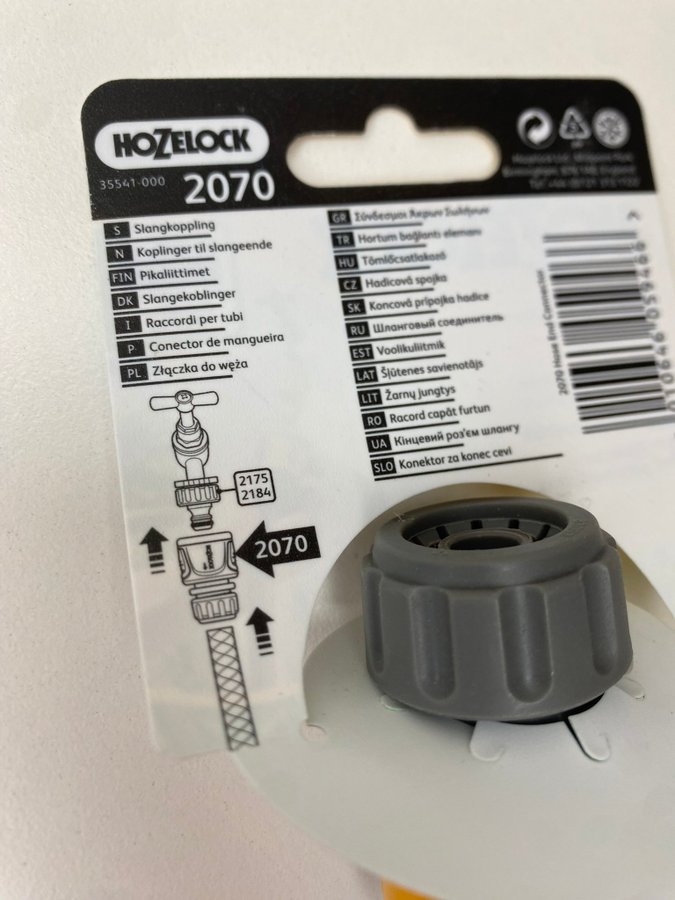 HOZELOCK
35541-000 2070
S Slangkoppling
N Koplinger til slangeende
FIN Pikaliittimet
DK Slangekoblinger
I Raccordi per tubi
P Conector de mangueira
PL Złączka do węża
GR Σύνδεσμοι Άκρων Σωλήνων
TR Hortum bağlantı elemanı
HU Tömlőcsatlakozó
CZ Hadicová spojka
SK Koncová prípojka hadice
RU Шланговый соединитель
EST Voolikuliitmik
LAT Šļūtenes savienotājs
LIT Žarnų jungtys
RO Racord capăt furtun
UA Кінцевий роз'єм шлангу
SLO Konektor za konec cevi
2070 Hose End Connector
2175
2184
2070